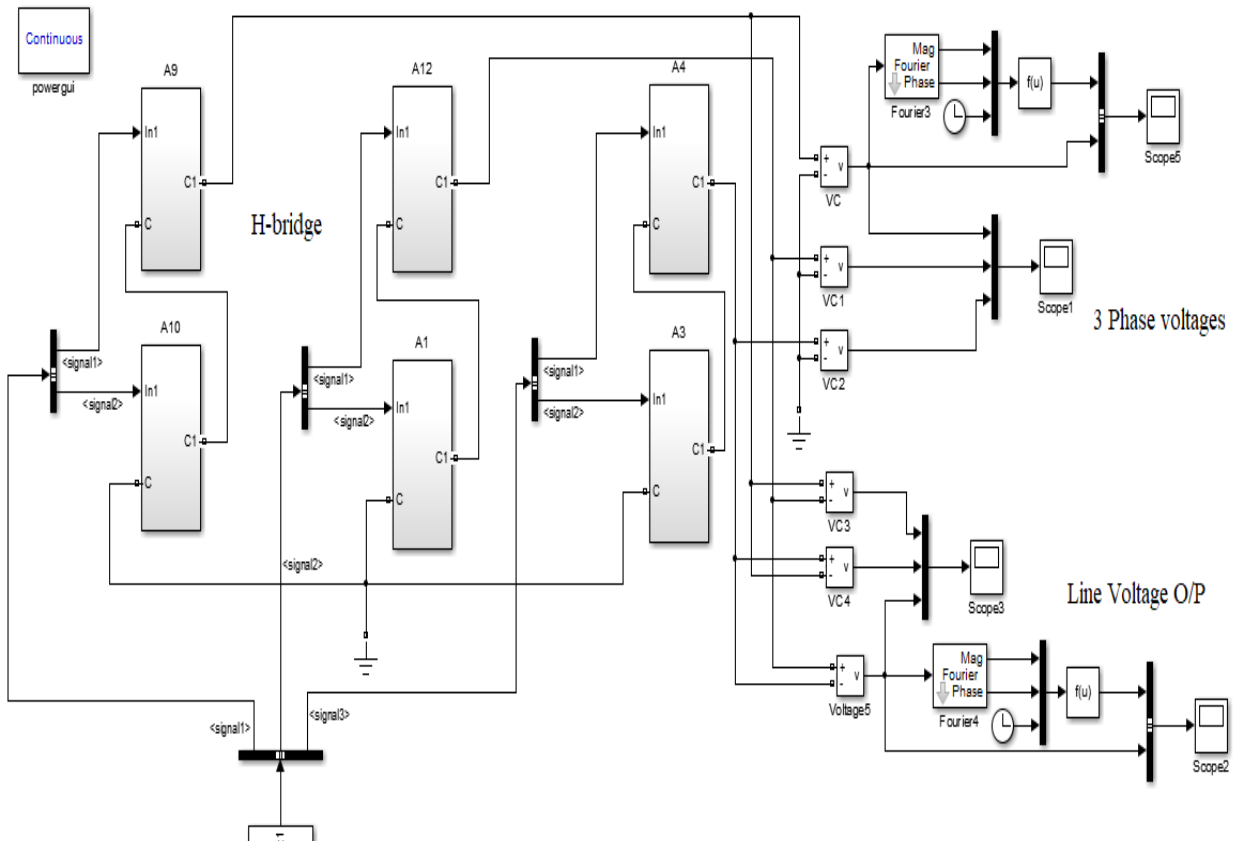 Continuous
powergui
A9
In1
C1
C
A12
In1
C1
C
A4
In1
C1
C
H-bridge
A10
In1
C1
C
A1
In1
C1
C
A3
In1
C1
C
<signal1>
<signal2>
<signal1>
<signal2>
<signal1>
<signal2>
<signal2>
<signal1>
<signal3>
Mag
Fourier
Phase
Fourier3
f(u)
Scope5
+
-
v
VC
+
-
v
VC1
+
-
v
VC2
Scope1
3 Phase voltages
+
-
v
VC3
+
-
v
VC4
Scope3
Line Voltage O/P
+
-
v
Voltage5
Mag
Fourier
Phase
Fourier4
f(u)
Scope2